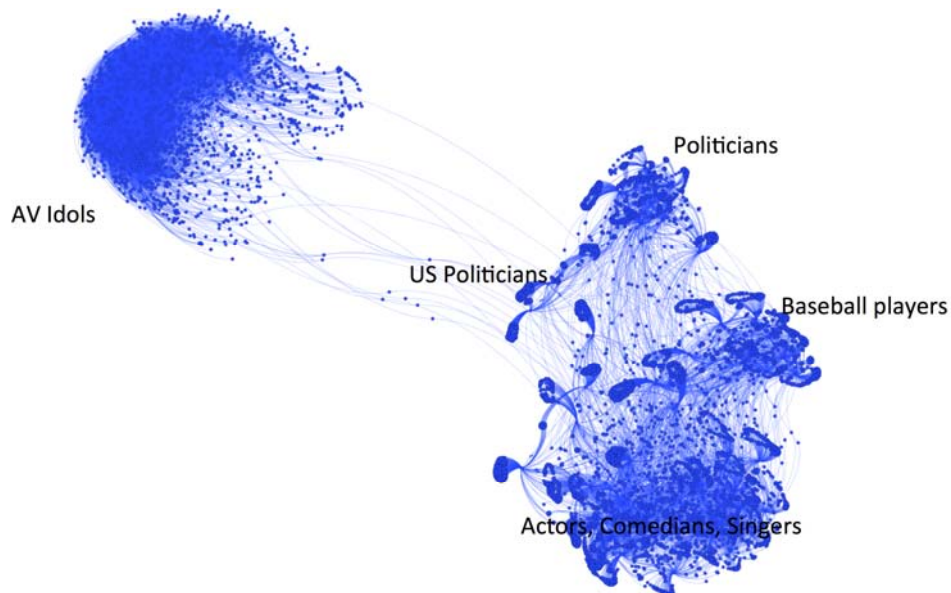 Politicians
AV Idols
US Politicians
Baseball players
Actors, Comedians, Singers